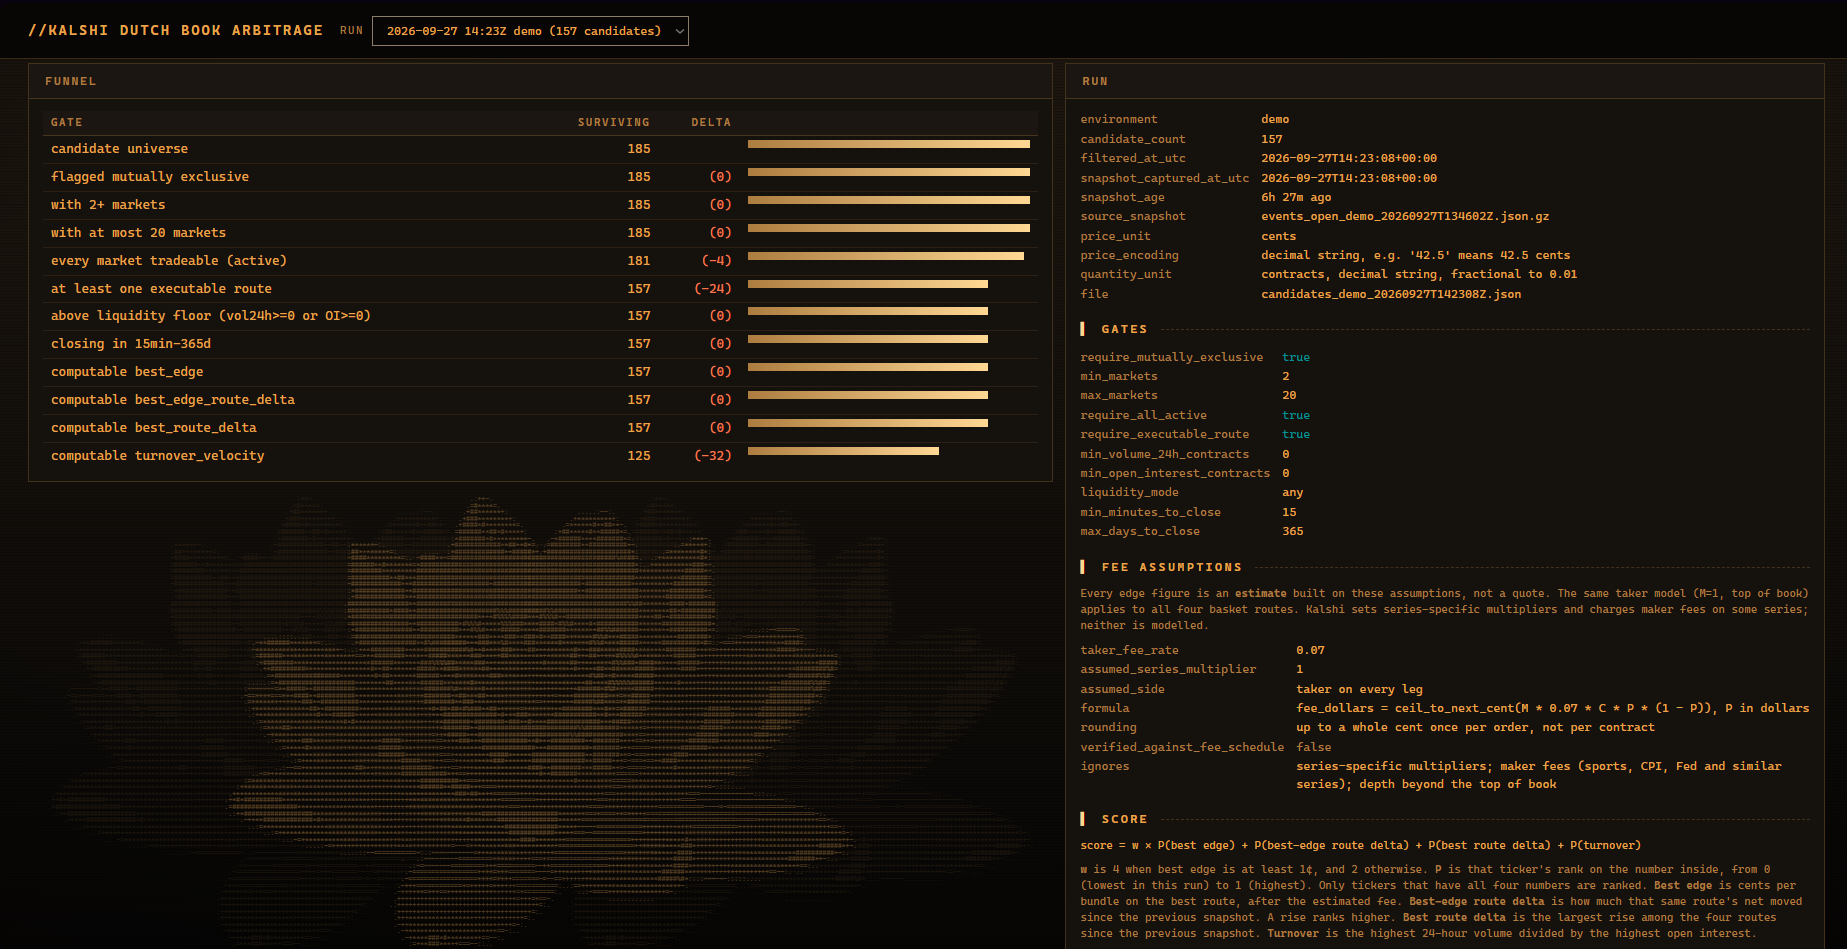 //KALSHI DUTCH BOOK ARBITRAGE RUN 2026-09-27 14:23Z demo (157 candidates)
FUNNEL
GATE SURVIVING DELTA
candidate universe 185
flagged mutually exclusive 185 (0)
with 2+ markets 185 (0)
with at most 20 markets 185 (0)
every market tradeable (active) 181 (−4)
at least one executable route 157 (−24)
above liquidity floor (vol24h>=0 or OI>=0) 157 (0)
closing in 15min-365d 157 (0)
computable best_edge 157 (0)
computable best_edge_route_delta 157 (0)
computable best_route_delta 157 (0)
computable turnover_velocity 125 (−32)
RUN
environment demo
candidate_count 157
filtered_at_utc 2026-09-27T14:23:08+00:00
snapshot_captured_at_utc 2026-09-27T14:23:08+00:00
snapshot_age 6h 27m ago
source_snapshot events_open_demo_20260927T134602Z.json.gz
price_unit cents
price_encoding decimal string, e.g. '42.5' means 42.5 cents
quantity_unit contracts, decimal string, fractional to 0.01
file candidates_demo_20260927T142308Z.json
GATES
require_mutually_exclusive true
min_markets 2
max_markets 20
require_all_active true
require_executable_route true
min_volume_24h_contracts 0
min_open_interest_contracts 0
liquidity_mode any
min_minutes_to_close 15
max_days_to_close 365
FEE ASSUMPTIONS
Every edge figure is an estimate built on these assumptions, not a quote. The same taker model (M=1, top of book)
applies to all four basket routes. Kalshi sets series-specific multipliers and charges maker fees on some series;
neither is modelled.
taker_fee_rate 0.07
assumed_series_multiplier 1
assumed_side taker on every leg
formula fee_dollars = ceil_to_next_cent(M * 0.07 * C * P * (1 − P)), P in dollars
rounding up to a whole cent once per order, not per contract
verified_against_fee_schedule false
ignores series-specific multipliers; maker fees (sports, CPI, Fed and similar
series); depth beyond the top of book
SCORE
score = w × P(best edge) + P(best-edge route delta) + P(best route delta) + P(turnover)
w is 4 when best edge is at least 1¢, and 2 otherwise. P is that ticker's rank on the number inside, from 0
(lowest in this run) to 1 (highest). Only tickers that have all four numbers are ranked. Best edge is cents per
bundle on the best route, after the estimated fee. Best-edge route delta is how much that same route's net moved
since the previous snapshot. A rise ranks higher. Best route delta is the largest rise among the four routes
since the previous snapshot. Turnover is the highest 24-hour volume divided by the highest open interest.